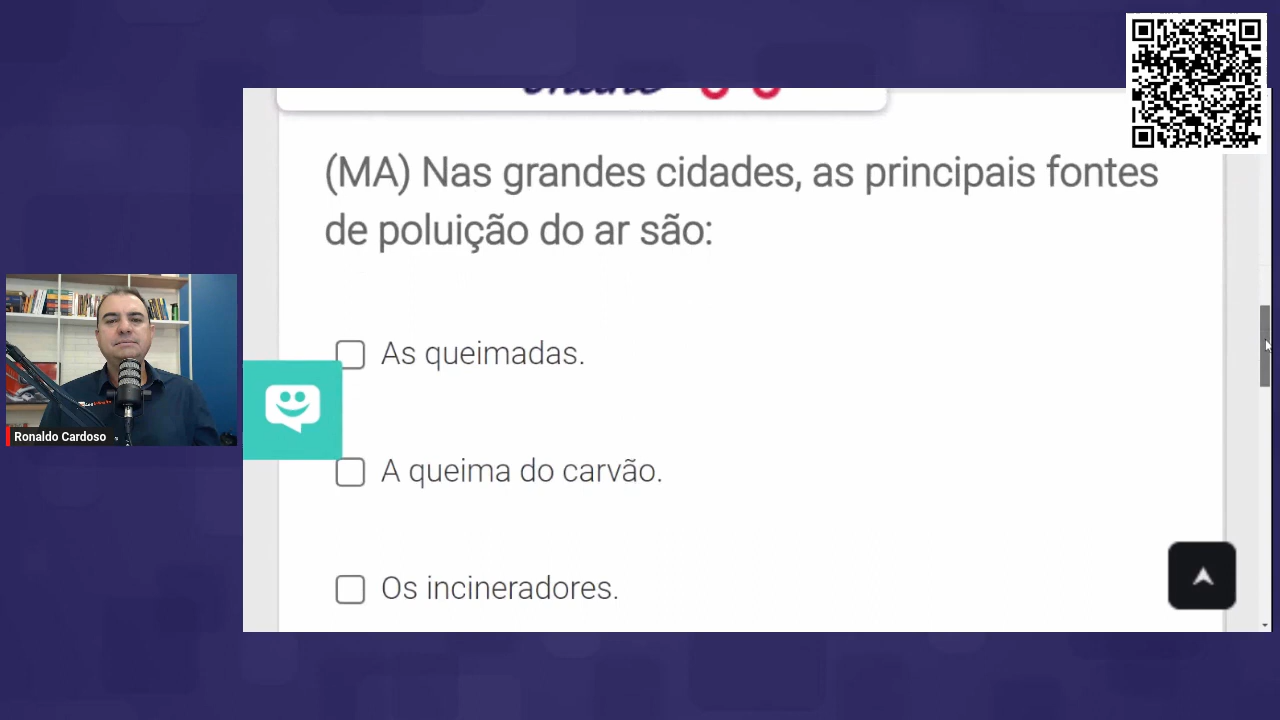 (MA) Nas grandes cidades, as principais fontes
de poluição do ar são:
As queimadas.
A queima do carvão.
Os incineradores.
Ronaldo Cardoso